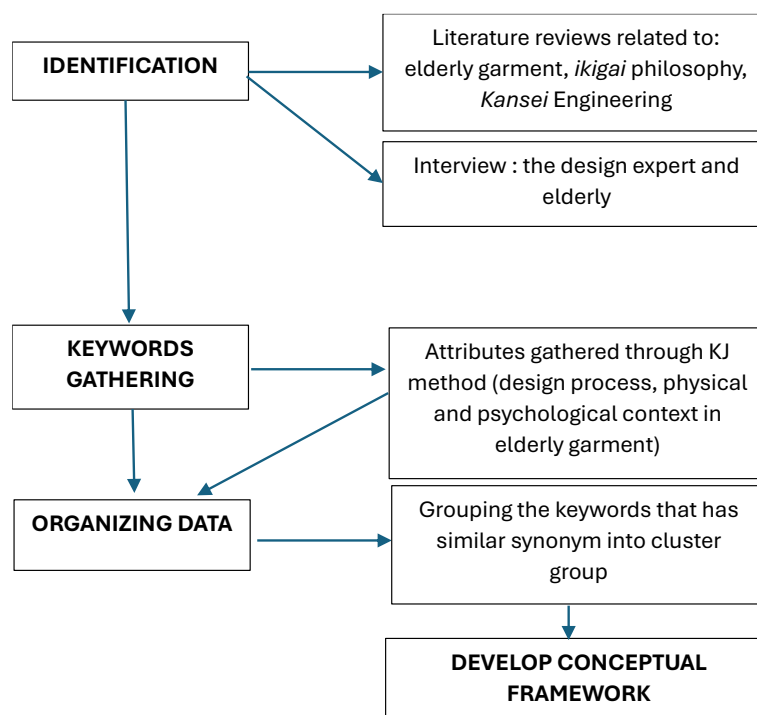 IDENTIFICATION
Literature reviews related to:
elderly garment, ikigai philosophy,
Kansei Engineering
Interview : the design expert and
elderly
KEYWORDS
GATHERING
Attributes gathered through KJ
method (design process, physical
and psychological context in
elderly garment)
ORGANIZING DATA
Grouping the keywords that has
similar synonym into cluster
group
DEVELOP CONCEPTUAL
FRAMEWORK